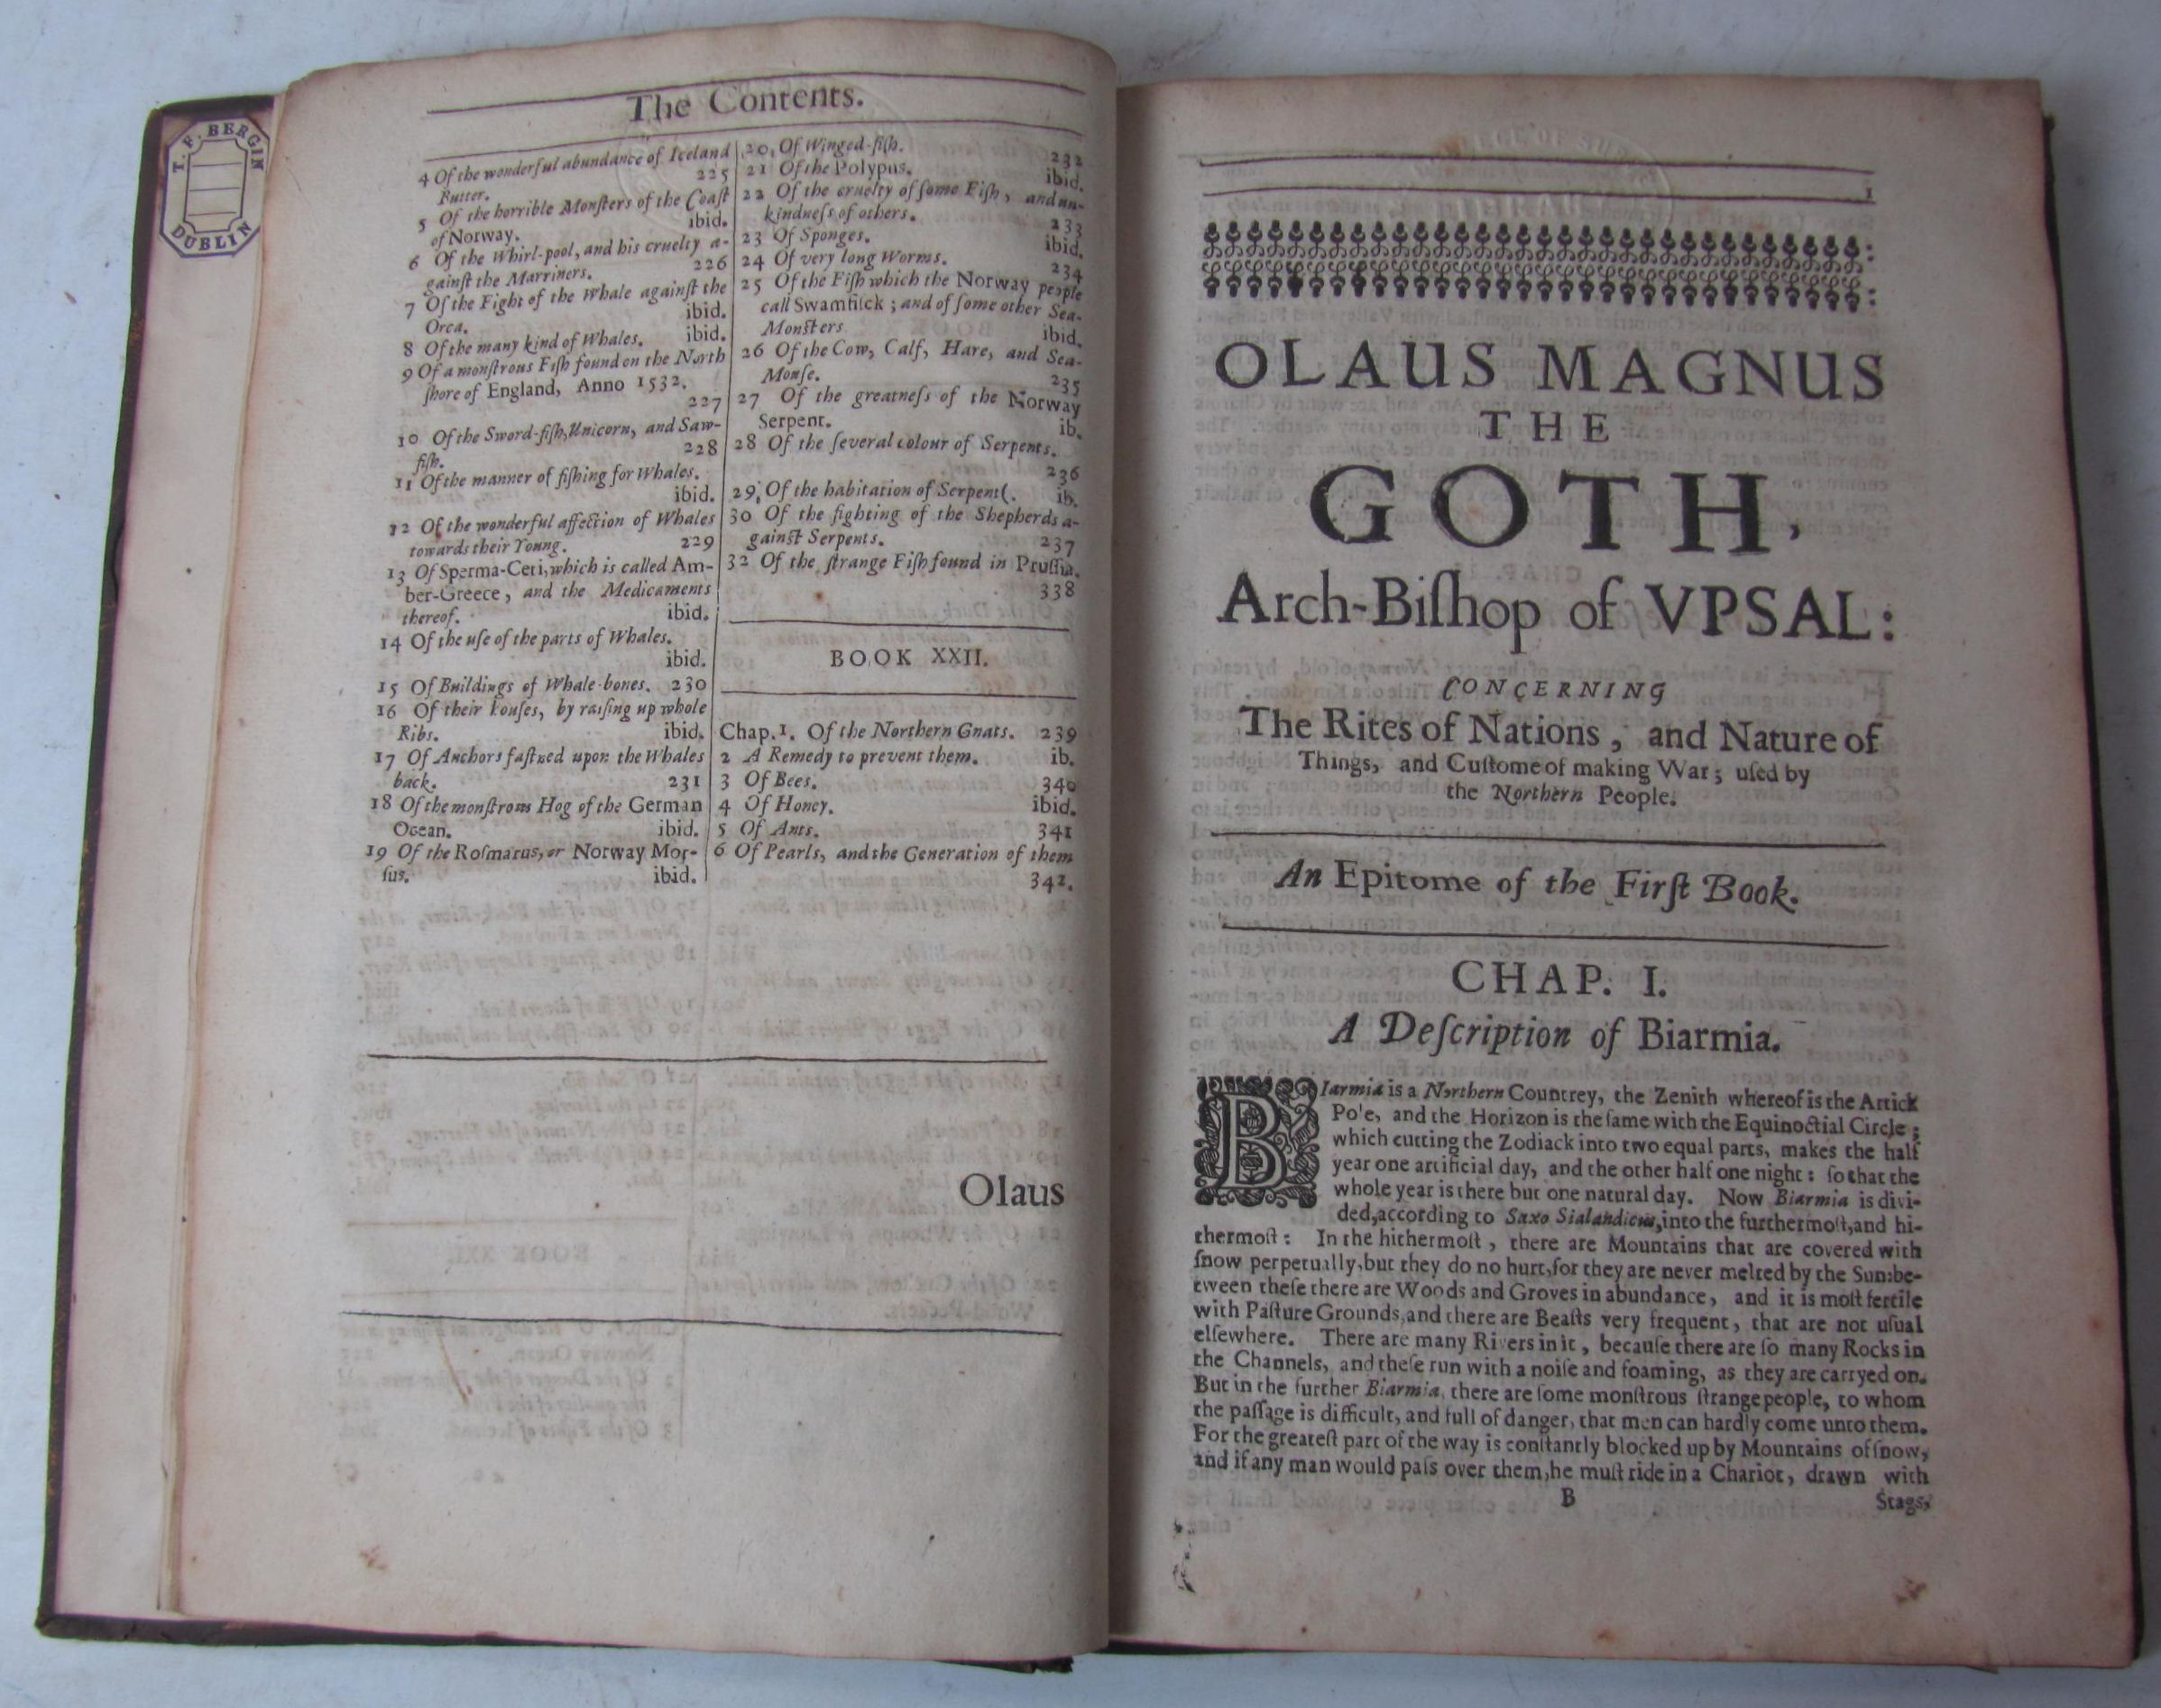 T. F. BERGIN
DUBLIN
The Contents.
4 Of the wonderful abundance of Iceland
Butter. 225
5 Of the horrible Monſters of the Coaſt
of Norway. ibid.
6 Of the Whirl-pool, and his cruelty a-
gainſt the Marriners. 226
7 Of the Fight of the Whale againſt the
Orca. ibid.
8 Of the many kind of Whales. ibid.
9 Of a monſtrous Fiſh found on the North
ſhore of England, Anno 1532.
227
10 Of the Sword-fiſh, Unicorn, and Saw-
fiſh. 228
11 Of the manner of fiſhing for Whales.
ibid.
12 Of the wonderful affection of Whales
towards their Young. 229
13 Of Sperma-Ceti, which is called Am-
ber-Greece, and the Medicaments
thereof. ibid.
14 Of the uſe of the parts of Whales.
ibid.
15 Of Buildings of Whale-bones. 230
16 Of their Houſes, by raiſing up whole
Ribs. ibid.
17 Of Anchors faſtned upon the Whales
back. 231
18 Of the monſtrous Hog of the German
Ocean. ibid.
19 Of the Roſmarus, or Norway Mor-
ſus. ibid.
20, Of Winged-fiſh. 232
21 Of the Polypus. ibid.
22 Of the cruelty of ſome Fiſh, and un-
kindneſs of others. 233
23 Of Sponges. ibid.
24 Of very long Worms. 234
25 Of the Fiſh which the Norway people
call Swamfiſck; and of ſome other Sea-
Monſters ibid.
26 Of the Cow, Calf, Hare, and Sea-
Mouſe. 235
27 Of the greatneſs of the Norway
Serpent. ib.
28 Of the ſeveral colour of Serpents.
236
29, Of the habitation of Serpent(. ib.
30 Of the fighting of the Shepherds a-
gainſt Serpents. 237
32 Of the ſtrange Fiſh found in Pruſſia.
338
BOOK XXII.
Chap. 1. Of the Northern Gnats. 239
2 A Remedy to prevent them. ib.
3 Of Bees. 340
4 Of Honey. ibid.
5 Of Ants. 341
6 Of Pearls, and the Generation of them
342.
Olaus
1
OLAUS MAGNUS
THE
GOTH,
Arch-Biſhop of VPSAL:
CONCERNING
The Rites of Nations, and Nature of
Things, and Cuſtome of making War; uſed by
the Northern People.
An Epitome of the Firſt Book.
CHAP. I.
A Deſcription of Biarmia.
BIarmia is a Northern Countrey, the Zenith whereof is the Artick
Pole, and the Horizon is the ſame with the Equinoctial Circle;
which cutting the Zodiack into two equal parts, makes the half
year one artificial day, and the other half one night: ſo that the
whole year is there but one natural day. Now Biarmia is divi-
ded, according to Saxo Sialandicus, into the furthermoſt, and hi-
thermoſt: In the hithermoſt, there are Mountains that are covered with
ſnow perpetually, but they do no hurt, for they are never melted by the Sun: be-
tween theſe there are Woods and Groves in abundance, and it is moſt fertile
with Paſture Grounds, and there are Beaſts very frequent, that are not uſual
elſewhere. There are many Rivers in it, becauſe there are ſo many Rocks in
the Channels, and theſe run with a noiſe and foaming, as they are carryed on.
But in the further Biarmia, there are ſome monſtrous ſtrange people, to whom
the paſſage is difficult, and full of danger, that men can hardly come unto them.
For the greateſt part of the way is conſtantly blocked up by Mountains of ſnow,
and if any man would paſs over them, he muſt ride in a Chariot, drawn with
B Stags,